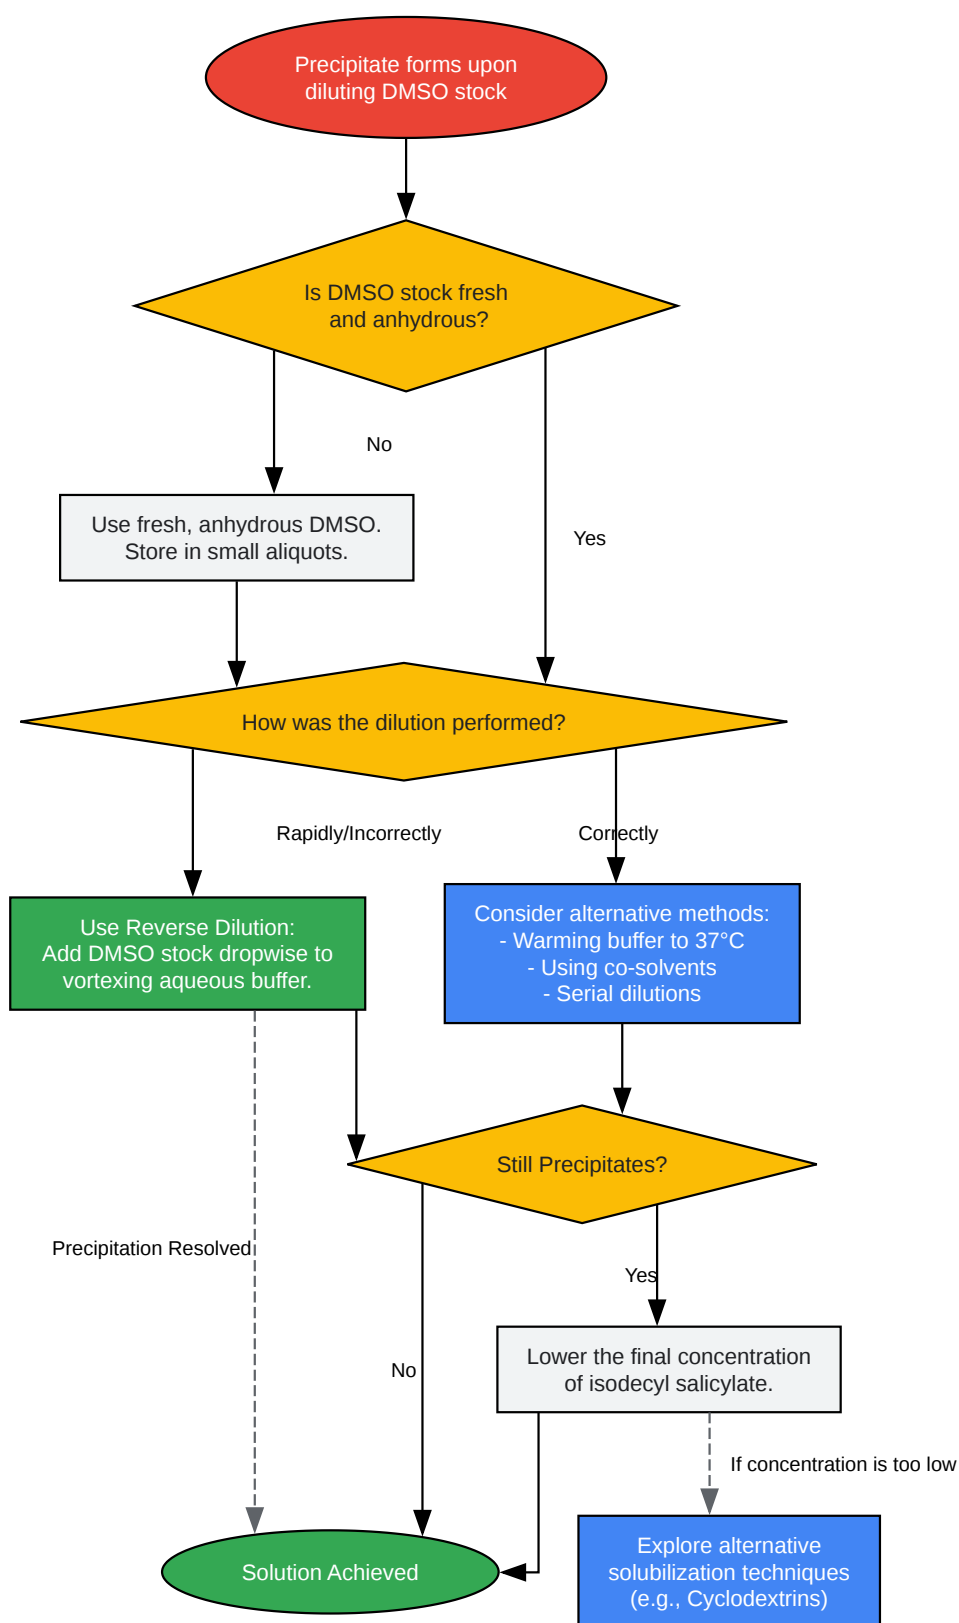 Precipitate forms upon
diluting DMSO stock
Is DMSO stock fresh
and anhydrous?
No
Use fresh, anhydrous DMSO.
Store in small aliquots.
Yes
How was the dilution performed?
Rapidly/Incorrectly
Correctly
Use Reverse Dilution:
Add DMSO stock dropwise to
vortexing aqueous buffer.
Consider alternative methods:
- Warming buffer to 37°C
- Using co-solvents
- Serial dilutions
Still Precipitates?
Precipitation Resolved
Yes
No
Lower the final concentration
of isodecyl salicylate.
If concentration is too low
Solution Achieved
Explore alternative
solubilization techniques
(e.g., Cyclodextrins)